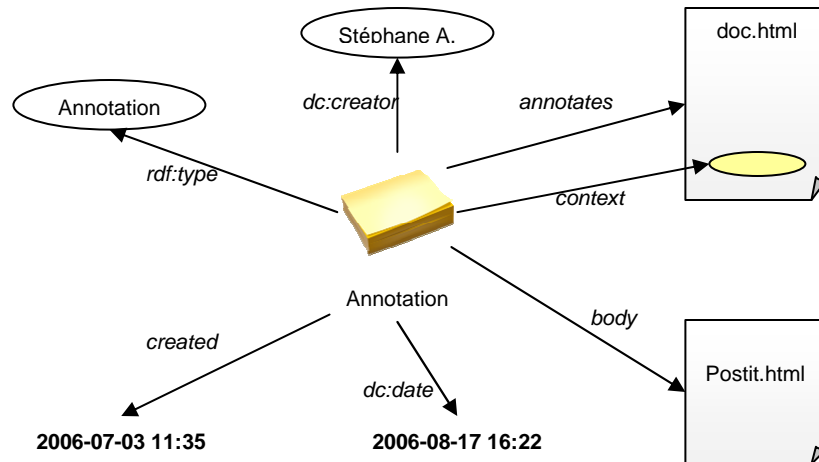 Stéphane A.
doc.html
Annotation
dc:creator
annotates
rdf:type
context
Annotation
created
body
dc:date
Postit.html
2006-07-03 11:35
2006-08-17 16:22